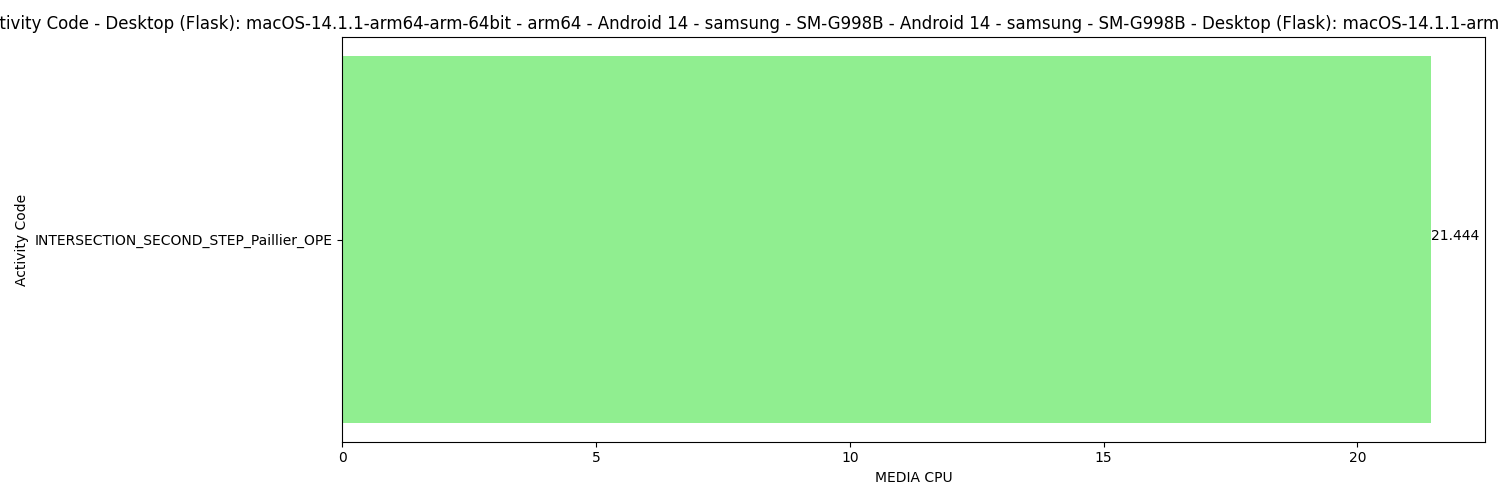 tivity Code - Desktop (Flask): macOS-14.1.1-arm64-arm-64bit - arm64 - Android 14 - samsung - SM-G998B - Android 14 - samsung - SM-G998B - Desktop (Flask): macOS-14.1.1-arm
Activity Code
INTERSECTION_SECOND_STEP_Paillier_OPE
21.444
0 5 10 15 20
MEDIA CPU